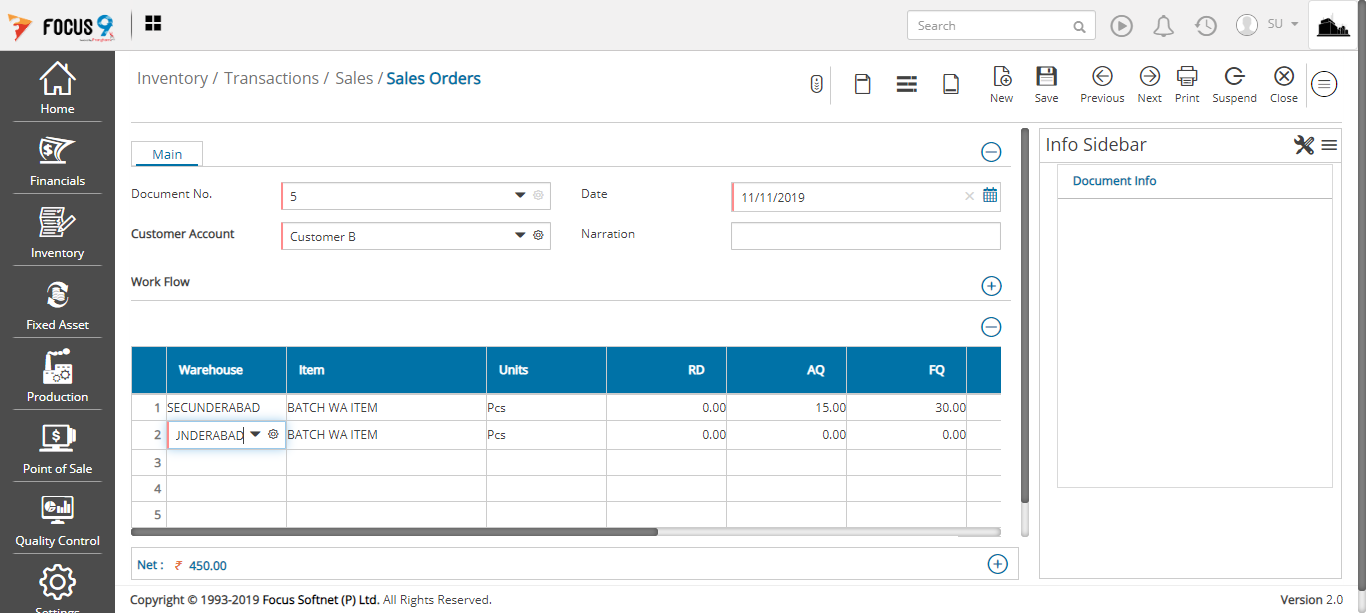 FOCUS 9
Search
SU
Home
Financials
Inventory
Fixed Asset
Production
Point of Sale
Quality Control
Settings
Inventory / Transactions / Sales / Sales Orders
New Save Previous Next Print Suspend Close
Main
Document No. 5 Date 11/11/2019
Customer Account Customer B Narration
Work Flow
Warehouse Item Units RD AQ FQ
1 SECUNDERABAD BATCH WA ITEM Pcs 0.00 15.00 30.00
2 UNDERABAD BATCH WA ITEM Pcs 0.00 0.00 0.00
3
4
5
Net : ₹ 450.00
Info Sidebar
Document Info
Copyright © 1993-2019 Focus Softnet (P) Ltd. All Rights Reserved.
Version 2.0